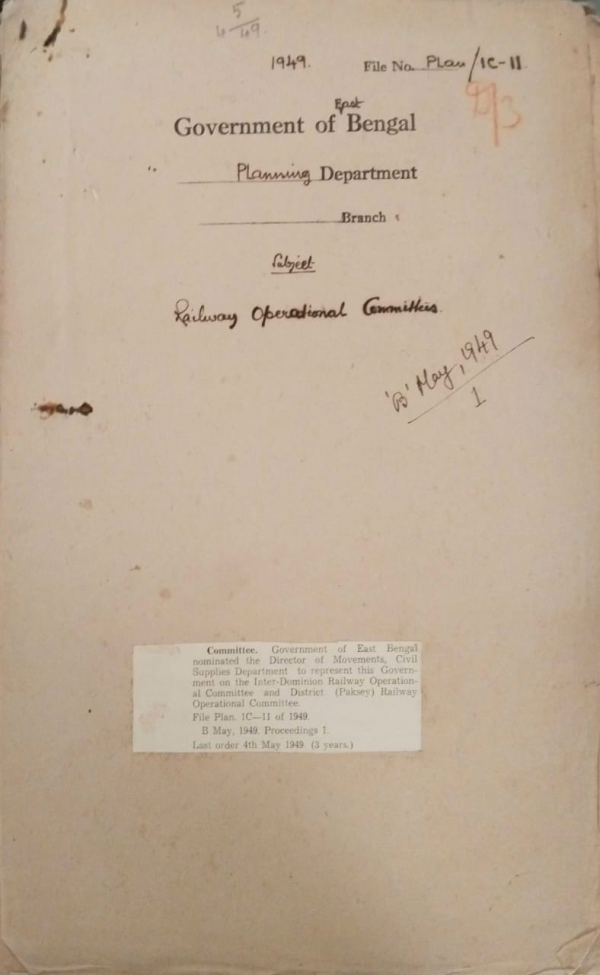 5
4-49
1949. File No. Plan/1C-11
East
Government of Bengal
Planning Department
Branch
Subject
Railway Operational Committees.
'B' May, 1949
1
Committee. Government of East Bengal
nominated the Director of Movements, Civil
Supplies Department to represent this Govern-
ment on the Inter-Dominion Railway Operation-
al Committee and District (Paksey) Railway
Operational Committee.
File Plan. 1C—11 of 1949.
B May, 1949. Proceedings 1.
Last order 4th May 1949. (3 years.)